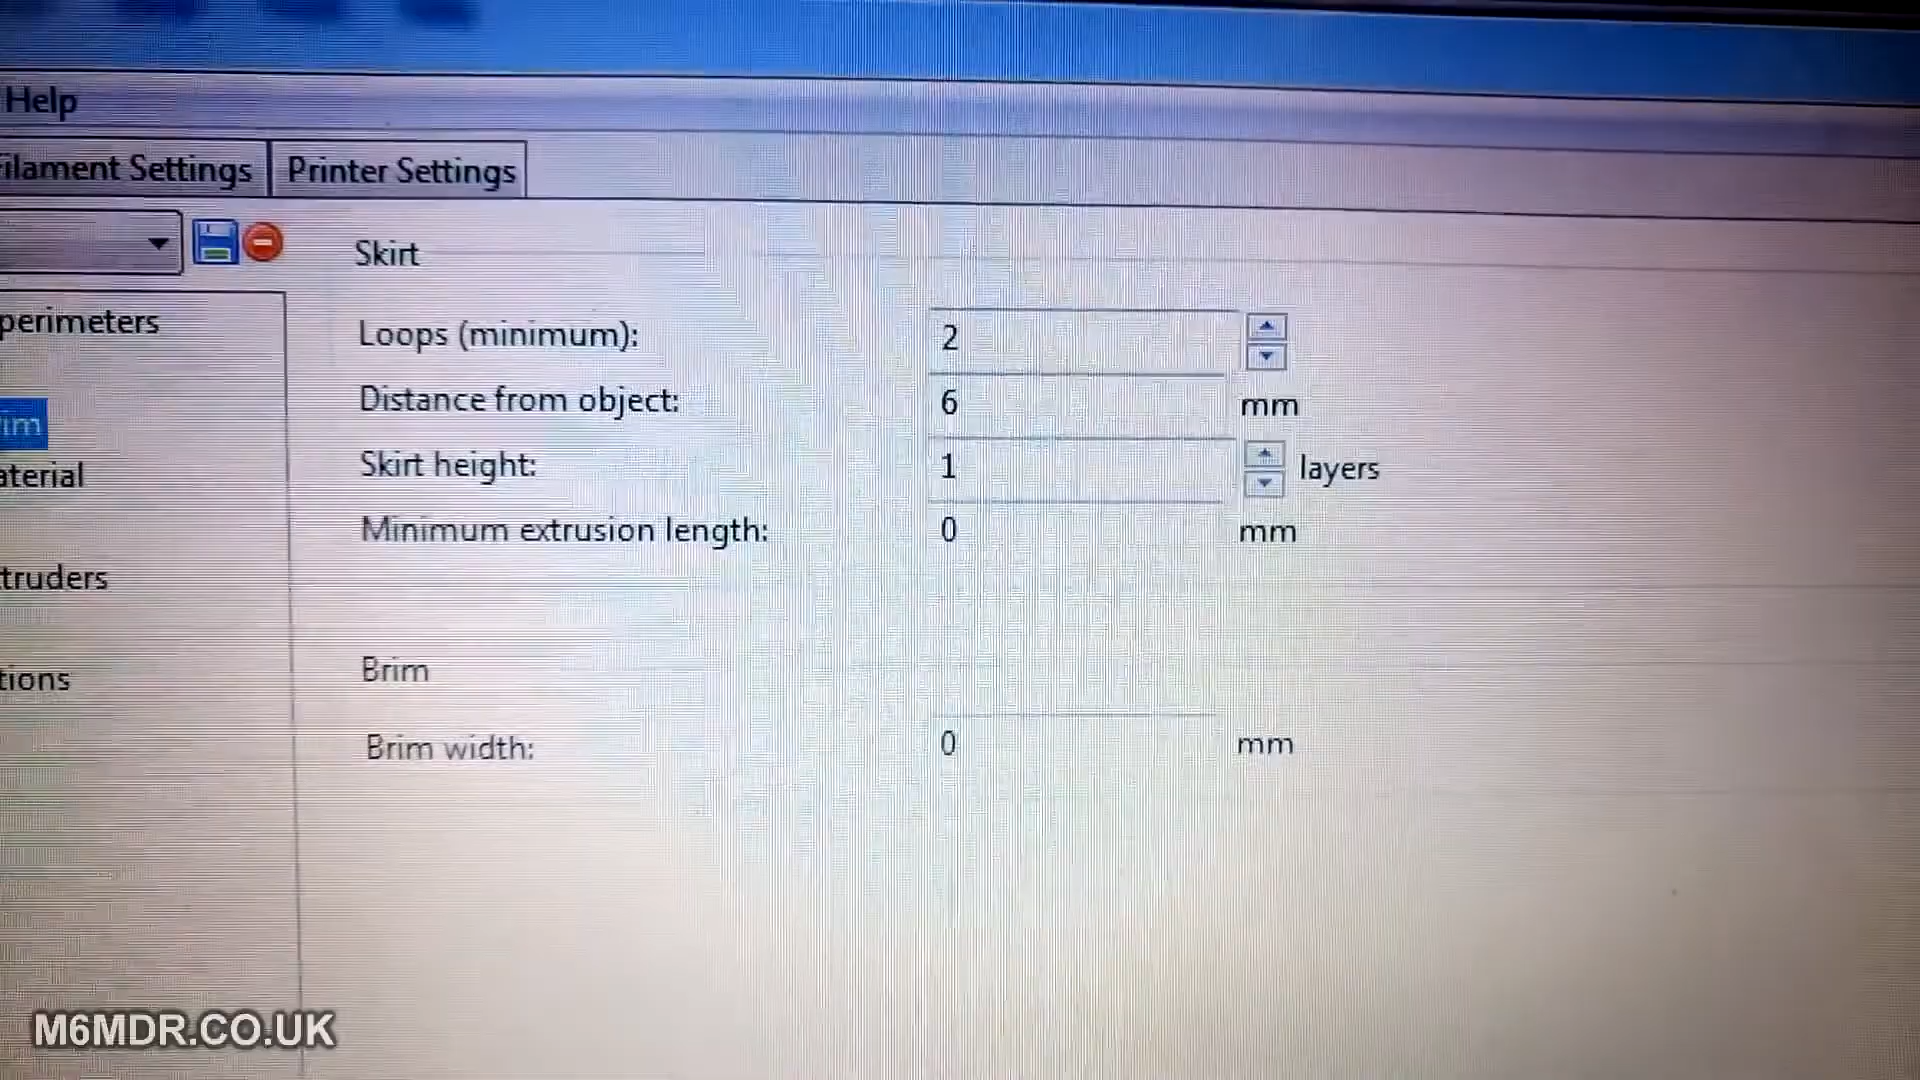 Help
ilament Settings
Printer Settings
Skirt
perimeters
Loops (minimum): 2
Distance from object: 6 mm
im
Skirt height: 1 layers
aterial
Minimum extrusion length: 0 mm
truders
Brim
tions
Brim width: 0 mm
M6MDR.CO.UK